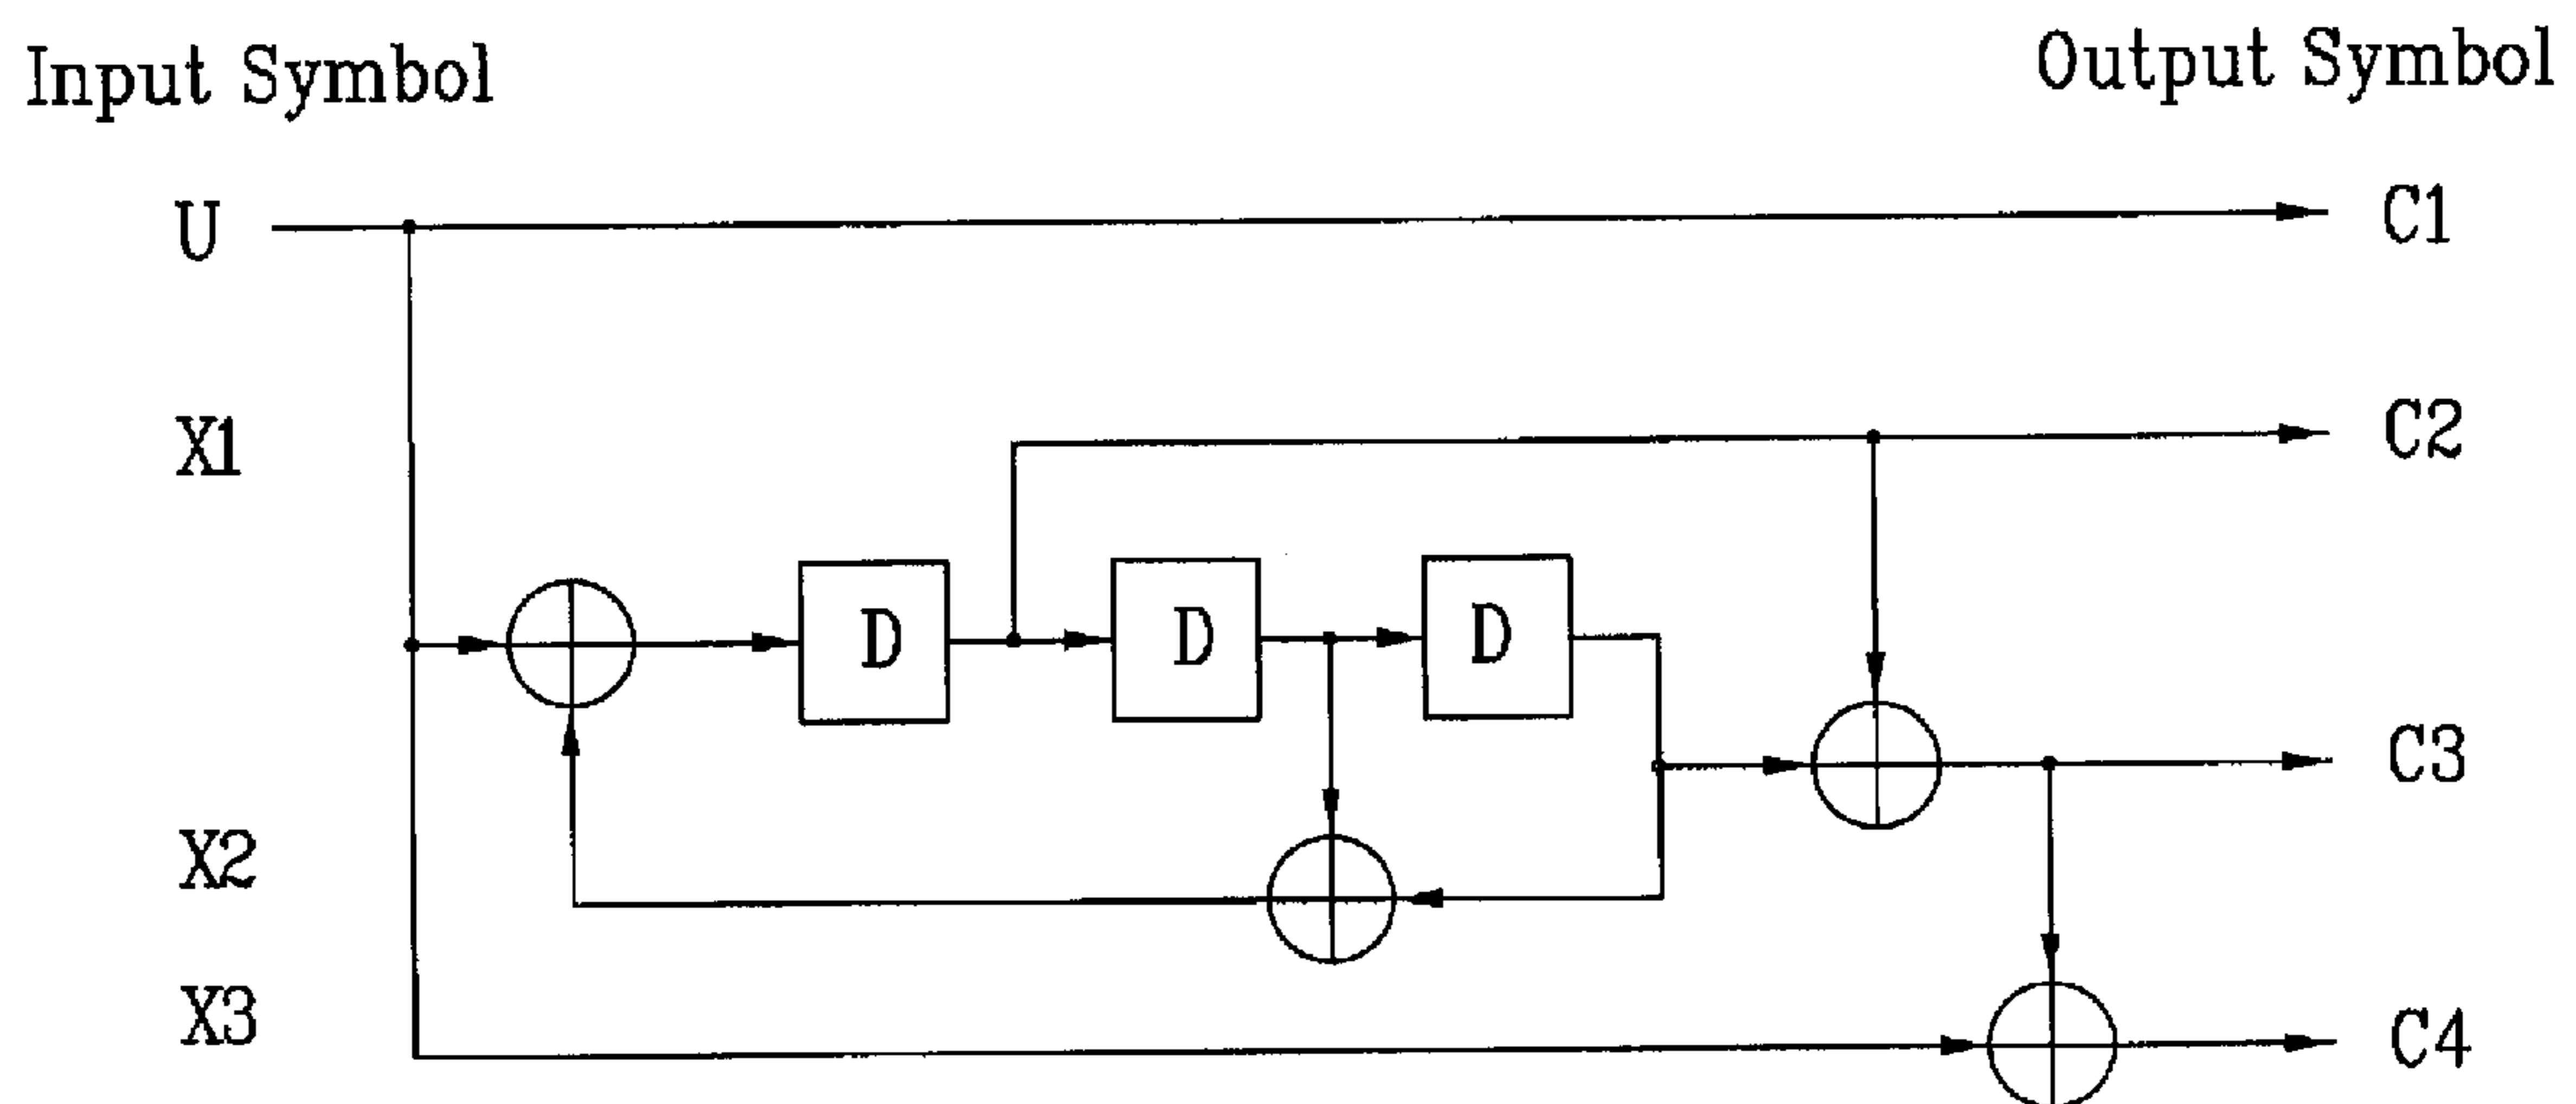 Input Symbol Output Symbol
U C1
X1 C2
D D D
X2 C3
X3 C4